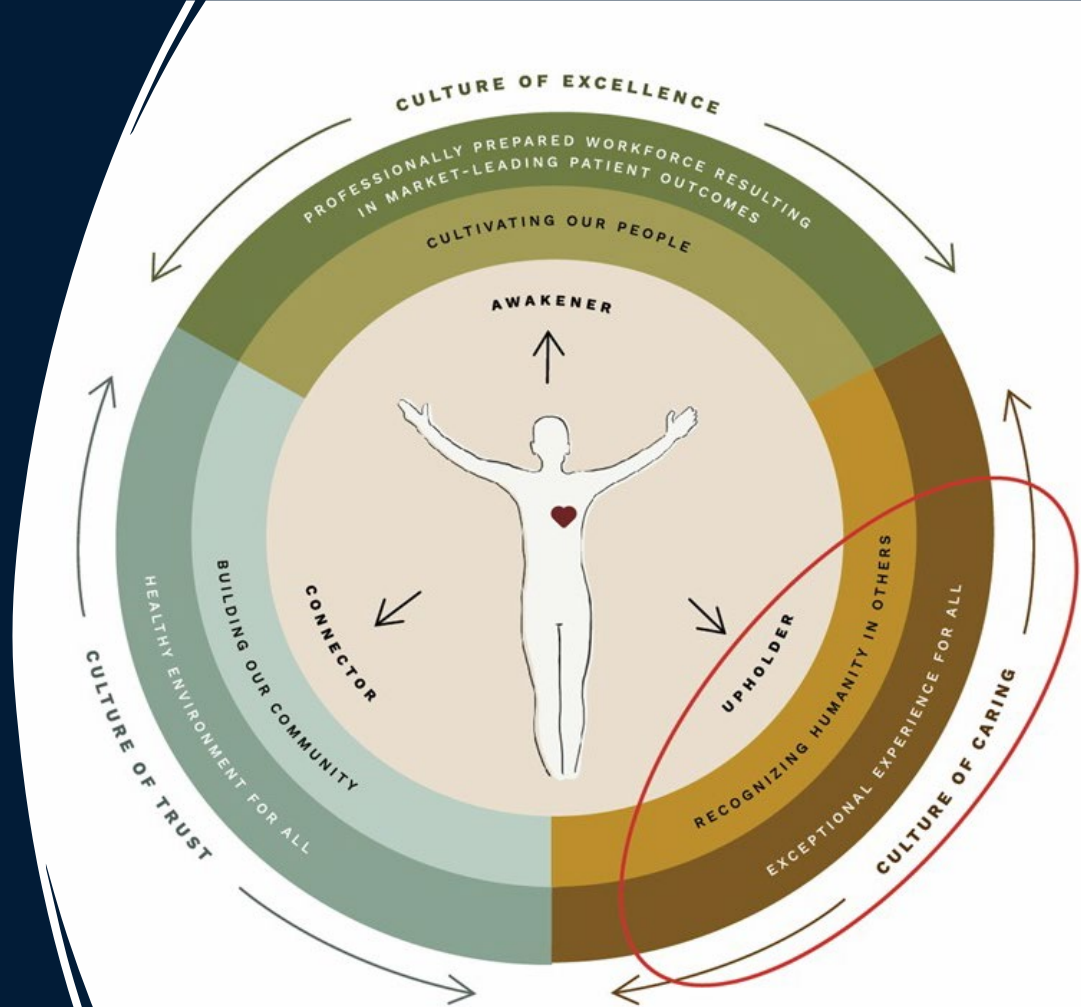 CULTURE OF EXCELLENCE
PROFESSIONALLY PREPARED WORKFORCE RESULTING
IN MARKET-LEADING PATIENT OUTCOMES
CULTIVATING OUR PEOPLE
AWAKENER
CONNECTOR
BUILDING OUR COMMUNITY
HEALTHY ENVIRONMENT FOR ALL
CULTURE OF TRUST
UPHOLDER
RECOGNIZING HUMANITY IN OTHERS
EXCEPTIONAL EXPERIENCE FOR ALL
CULTURE OF CARING